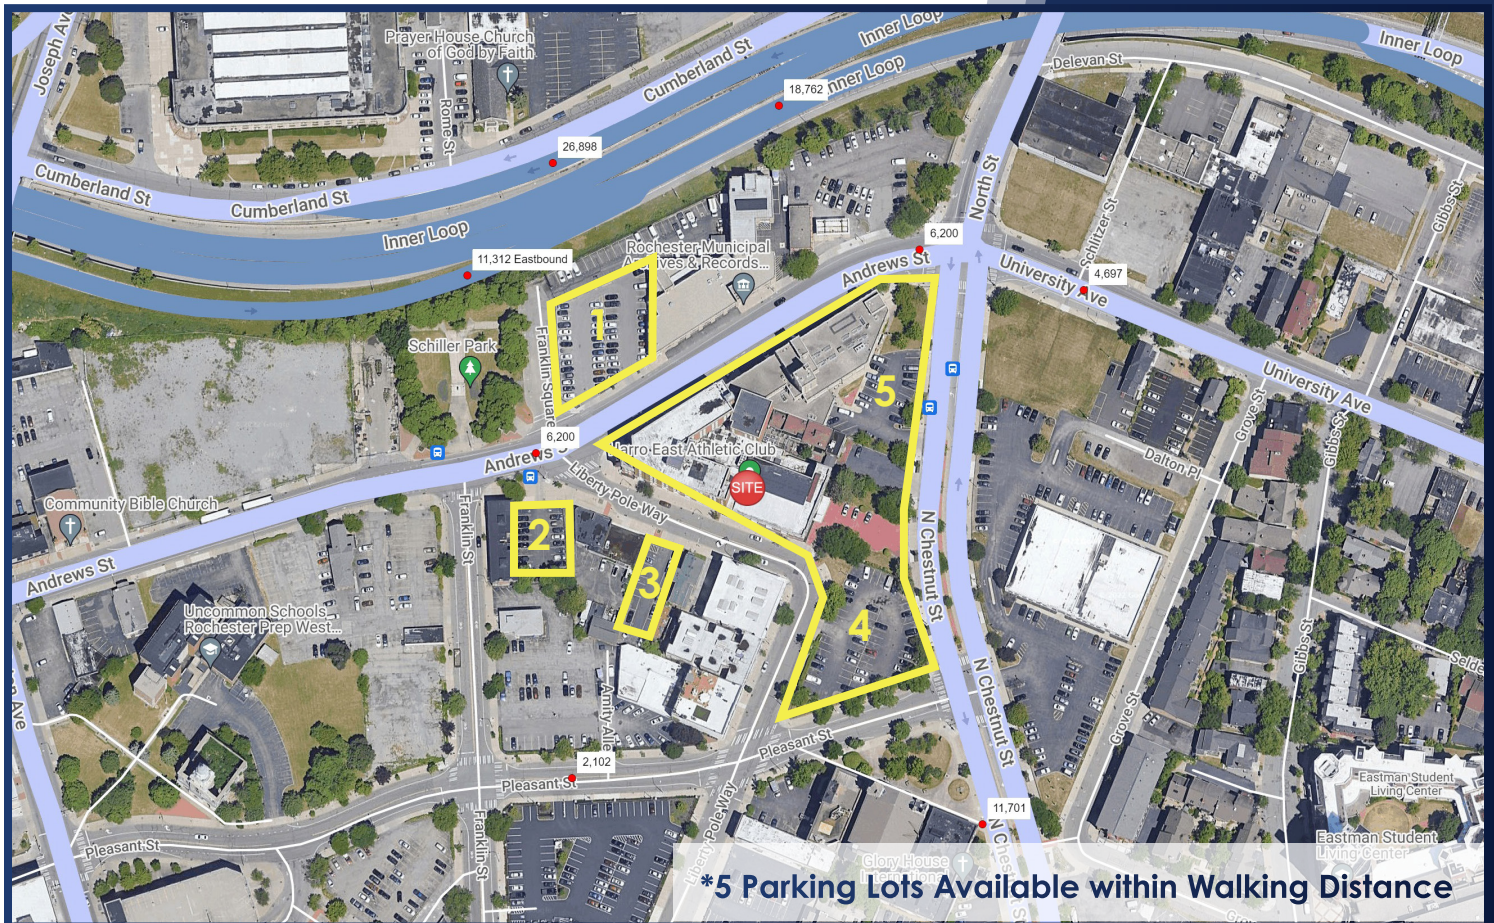 Joseph Ave
Prayer House Church
of God by Faith
Rome St
Cumberland St
Inner Loop
Inner Loop
Inner Loop
Delevan St
18,762
26,898
Cumberland St
Cumberland St
Inner Loop
North St
Schlitzer St
Gibbs St
11,312 Eastbound
Rochester Municipal
Archives & Records...
6,200
Andrews St
University Ave
4,697
1
Franklin Square
Schiller Park
5
University Ave
6,200
Andrews S
Harro East Athletic Club
SITE
Liberty Pole Way
Grove St
Gibbs St
Dalton Pl
Community Bible Church
Franklin St
2
3
4
N Chestnut St
Andrews St
Uncommon Schools
Rochester Prep West...
Gibbs St
Selde
N Chestnut St
Grove St
Ave
Amity Alle
2,102
Pleasant St
Pleasant St
Liberty Pole Way
Pleasant St
Franklin St
11,701
N Ches
Eastman Student
Living Center
Eastman Student
Living Center
Glory House
International
*5 Parking Lots Available within Walking Distance